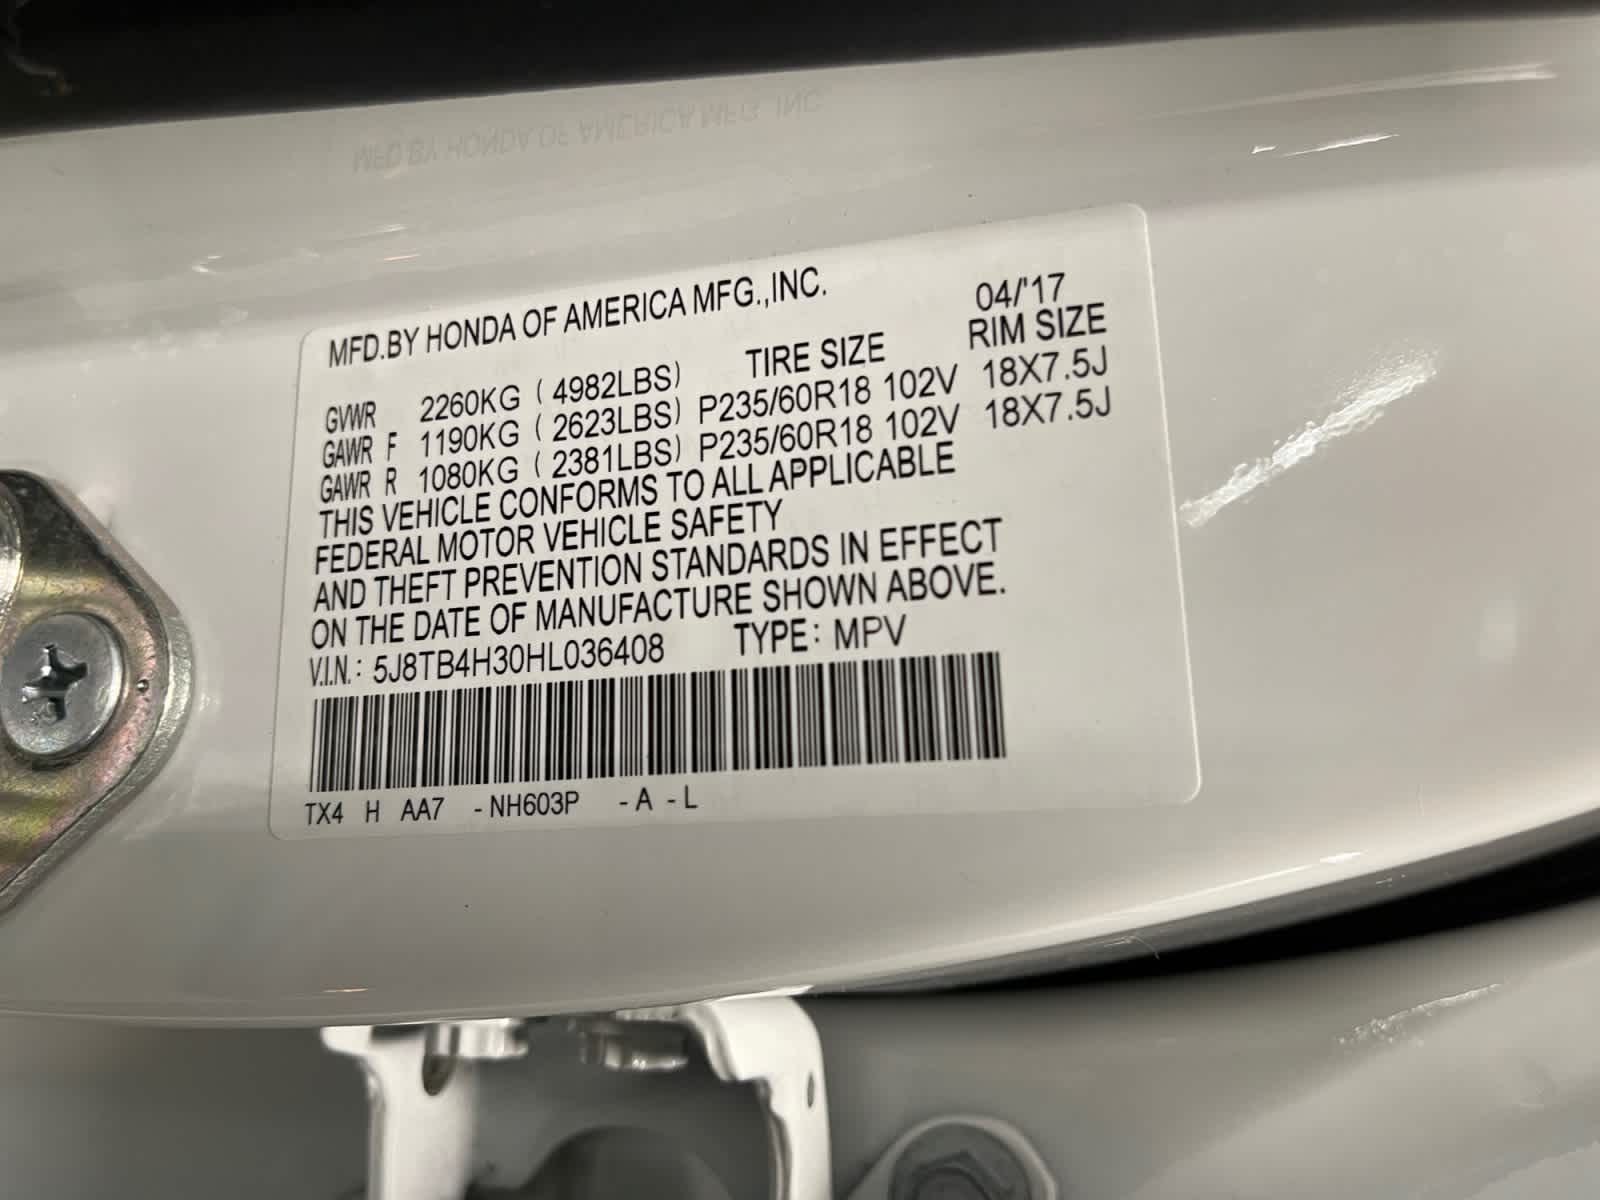 MFD.BY HONDA OF AMERICA MFG.,INC. 04/'17
TIRE SIZE RIM SIZE
GVWR 2260KG ( 4982LBS)
GAWR F 1190KG ( 2623LBS) P235/60R18 102V 18X7.5J
GAWR R 1080KG ( 2381LBS) P235/60R18 102V 18X7.5J
THIS VEHICLE CONFORMS TO ALL APPLICABLE
FEDERAL MOTOR VEHICLE SAFETY
AND THEFT PREVENTION STANDARDS IN EFFECT
ON THE DATE OF MANUFACTURE SHOWN ABOVE.
V.I.N.: 5J8TB4H30HL036408 TYPE: MPV
TX4 H AA7 -NH603P -A -L